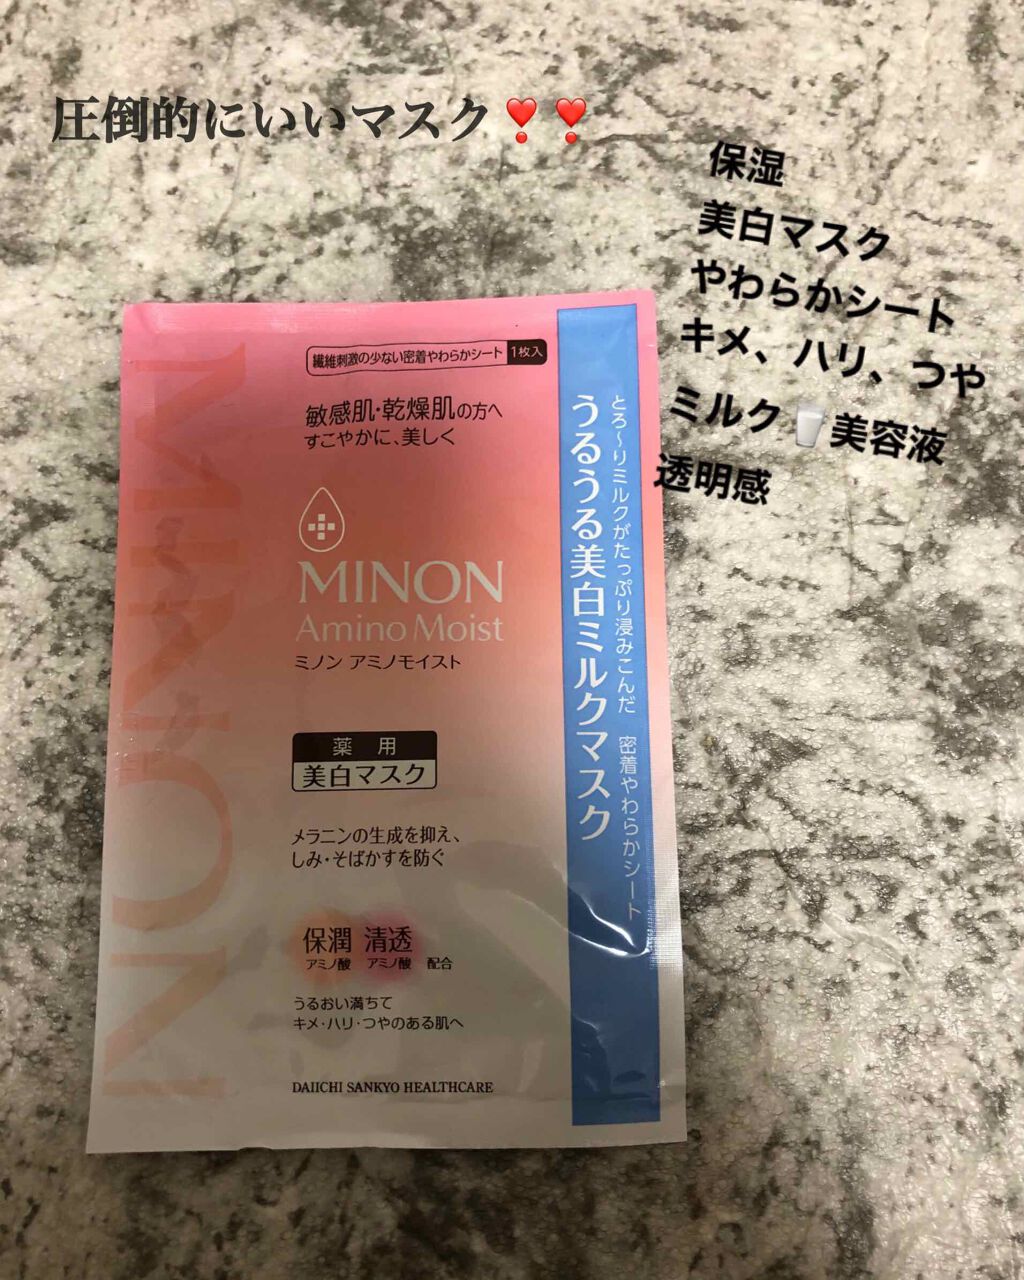 圧倒的にいいマスク❣️❣️
保湿
美白マスク
やわらかシート
キメ、ハリ、つや
ミルク🥛美容液
透明感
繊維刺激の少ない密着やわらかシート 1枚入
敏感肌・乾燥肌の方へ
すこやかに、美しく
MINON
Amino Moist
ミノン アミノモイスト
薬 用
美白マスク
メラニンの生成を抑え、
しみ・そばかすを防ぐ
保潤 清透
アミノ酸 アミノ酸 配合
うるおい満ちて
キメ・ハリ・つやのある肌へ
DAIICHI SANKYO HEALTHCARE
とろ〜りミルクがたっぷり浸みこんだ 密着やわらかシート
うるうる美白ミルクマスク
MINON